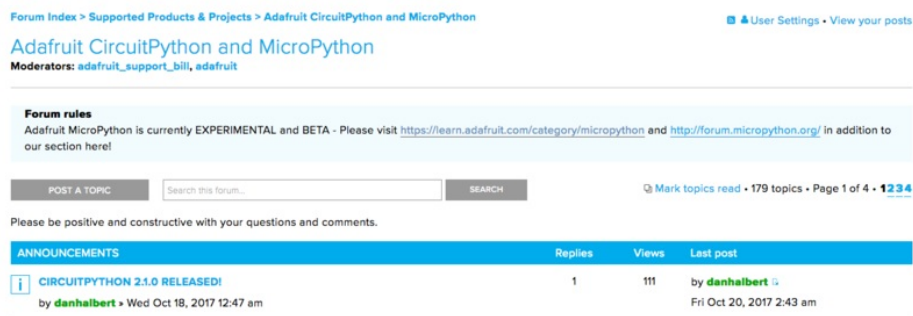 Forum Index > Supported Products & Projects > Adafruit CircuitPython and MicroPython
User Settings • View your posts
Adafruit CircuitPython and MicroPython
Moderators: adafruit_support_bill, adafruit
Forum rules
Adafruit MicroPython is currently EXPERIMENTAL and BETA - Please visit https://learn.adafruit.com/category/micropython and http://forum.micropython.org/ in addition to
our section here!
POST A TOPIC
Search this forum...
SEARCH
Mark topics read • 179 topics • Page 1 of 4 • 1 2 3 4
Please be positive and constructive with your questions and comments.
ANNOUNCEMENTS Replies Views Last post
i CIRCUITPYTHON 2.1.0 RELEASED! 1 111 by danhalbert
by danhalbert » Wed Oct 18, 2017 12:47 am Fri Oct 20, 2017 2:43 am